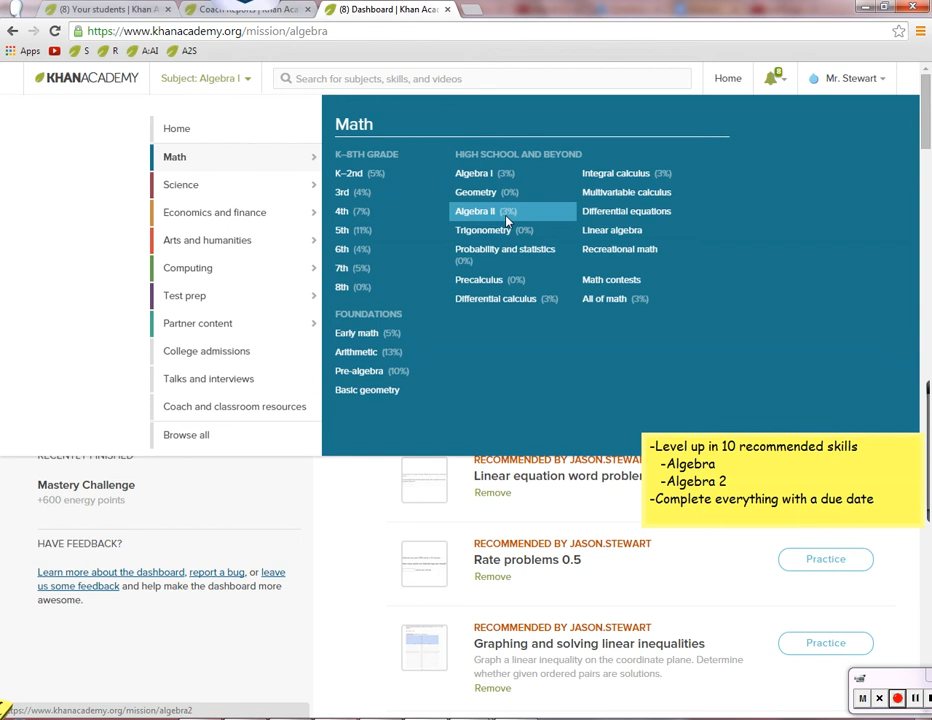 (8) Your students | Khan A
Coach Reports | Khan Ac
(8) Dashboard | Khan Aca
https://www.khanacademy.org/mission/algebra
Apps S R A:AI A2S
KHANACADEMY
Subject: Algebra I
Search for subjects, skills, and videos
Home
8
Mr. Stewart
Home
Math
Science
Economics and finance
Arts and humanities
Computing
Test prep
Partner content
College admissions
Talks and interviews
Coach and classroom resources
Browse all
Math
K–8TH GRADE
K–2nd (5%)
3rd (4%)
4th (7%)
5th (11%)
6th (4%)
7th (5%)
8th (0%)
FOUNDATIONS
Early math (5%)
Arithmetic (13%)
Pre-algebra (10%)
Basic geometry
HIGH SCHOOL AND BEYOND
Algebra I (3%)
Geometry (0%)
Algebra II (3%)
Trigonometry (0%)
Probability and statistics
(0%)
Precalculus (0%)
Differential calculus (3%)
Integral calculus (3%)
Multivariable calculus
Differential equations
Linear algebra
Recreational math
Math contests
All of math (3%)
RECENTLY FINISHED
Mastery Challenge
+600 energy points
HAVE FEEDBACK?
Learn more about the dashboard, report a bug, or leave
us some feedback and help make the dashboard more
awesome.
RECOMMENDED BY JASON.STEWA
Linear equation word proble
Remove
-Level up in 10 recommended skills
-Algebra
-Algebra 2
-Complete everything with a due date
RECOMMENDED BY JASON.STEWART
Rate problems 0.5
Remove
Practice
RECOMMENDED BY JASON.STEWART
Graphing and solving linear inequalities
Graph a linear inequality on the coordinate plane. Determine
whether given ordered pairs are solutions.
Remove
Practice
ttps://www.khanacademy.org/mission/algebra2
M